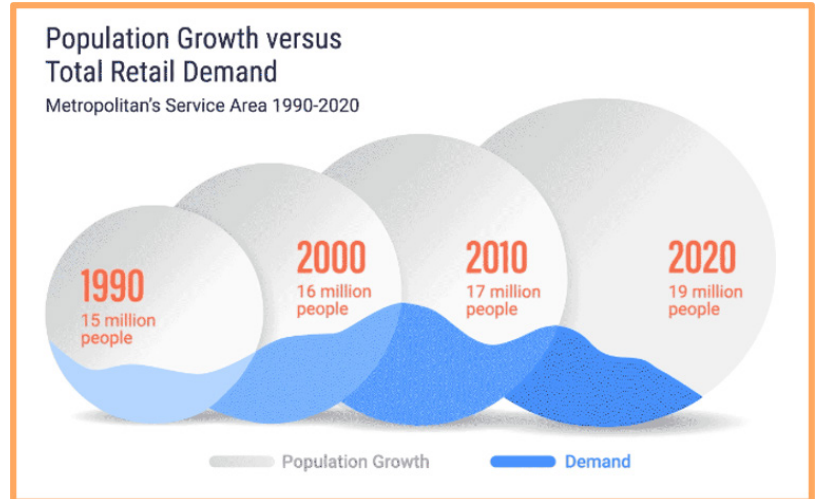 Population Growth versus
Total Retail Demand
Metropolitan's Service Area 1990-2020
1990
15 million
people
2000
16 million
people
2010
17 million
people
2020
19 million
people
Population Growth
Demand